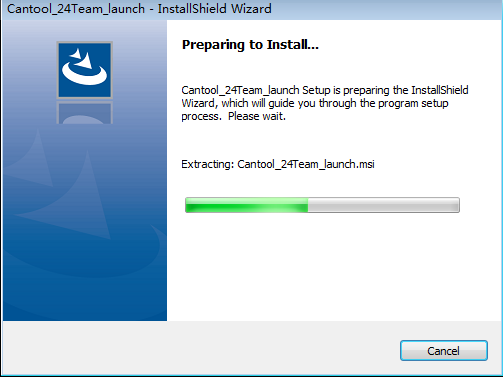 Cantool_24Team_launch - InstallShield Wizard
Preparing to Install...
Cantool_24Team_launch Setup is preparing the InstallShield
Wizard, which will guide you through the program setup
process.  Please wait.
Extracting: Cantool_24Team_launch.msi
Cancel